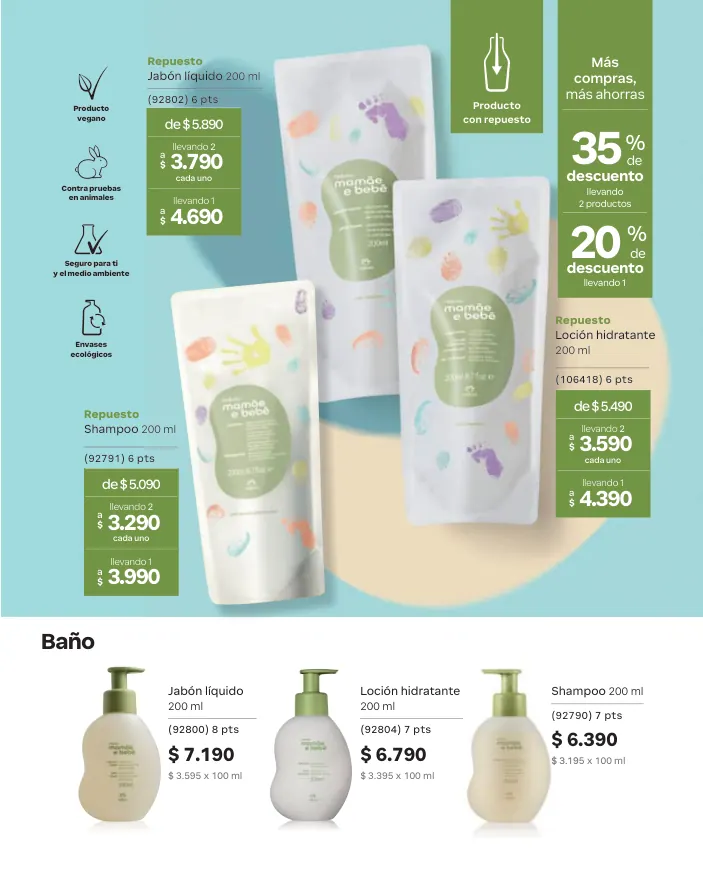 Producto
vegano
Contra pruebas
en animales
Seguro para ti
y el medio ambiente
Envases
ecológicos
Repuesto
Jabón líquido 200 ml
(92802) 6 pts
de $ 5.890
llevando 2
a $ 3.790
cada uno
llevando 1
a $ 4.690
Producto
con repuesto
Más
compras,
más ahorras
35 % de
descuento
llevando
2 productos
20 % de
descuento
llevando 1
mamãe
e bebê
200ml
mamãe
e bebê
mamãe
e bebê
Repuesto
Loción hidratante
200 ml
(106418) 6 pts
de $ 5.490
llevando 2
a $ 3.590
cada uno
llevando 1
a $ 4.390
Repuesto
Shampoo 200 ml
(92791) 6 pts
de $ 5.090
llevando 2
a $ 3.290
cada uno
llevando 1
a $ 3.990
Baño
mamãe
e bebê
Jabón líquido
200 ml
(92800) 8 pts
$ 7.190
$ 3.595 x 100 ml
mamãe
e bebê
Loción hidratante
200 ml
(92804) 7 pts
$ 6.790
$ 3.395 x 100 ml
mamãe
e bebê
Shampoo 200 ml
(92790) 7 pts
$ 6.390
$ 3.195 x 100 ml